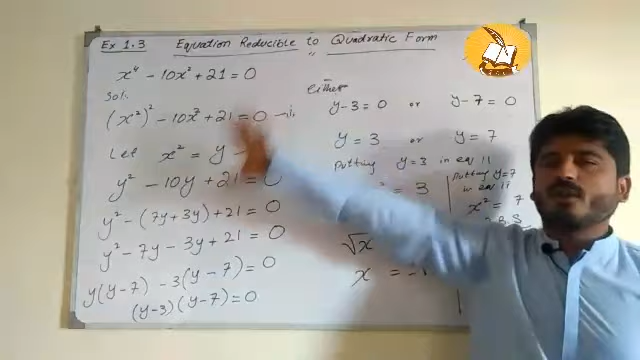 Ex 1.3 Equation Reducible to Quadratic Form
x⁴ - 10x² + 21 = 0
Sol:
(x²)² - 10x² + 21 = 0 → i,
Let x² = y -
y² - 10y + 21 = 0
y² - (7y + 3y) + 21 = 0
y² - 7y - 3y + 21 = 0
y(y-7) - 3(y-7) = 0
(y-3)(y-7) = 0
Either
y - 3 = 0 or y - 7 = 0
y = 3 or y = 7
putting y = 3 in eq ii
² = 3
√x
x = -
putting y = 7
in eq ii
x² = 7